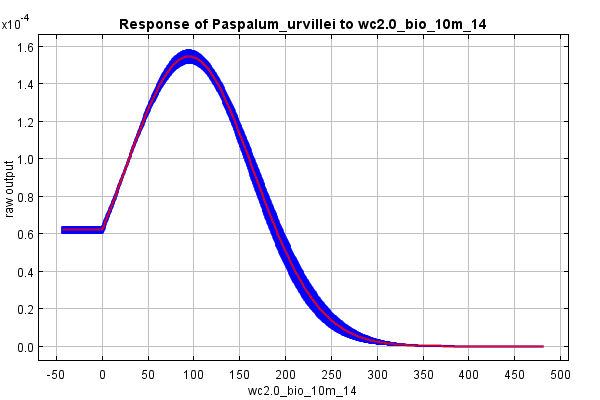 Response of Paspalum_urvillei to wc2.0_bio_10m_14
x10⁻⁴
1.6
1.4
1.2
1.0
0.8
0.6
0.4
0.2
0.0
raw output
-50 0 50 100 150 200 250 300 350 400 450 500
wc2.0_bio_10m_14